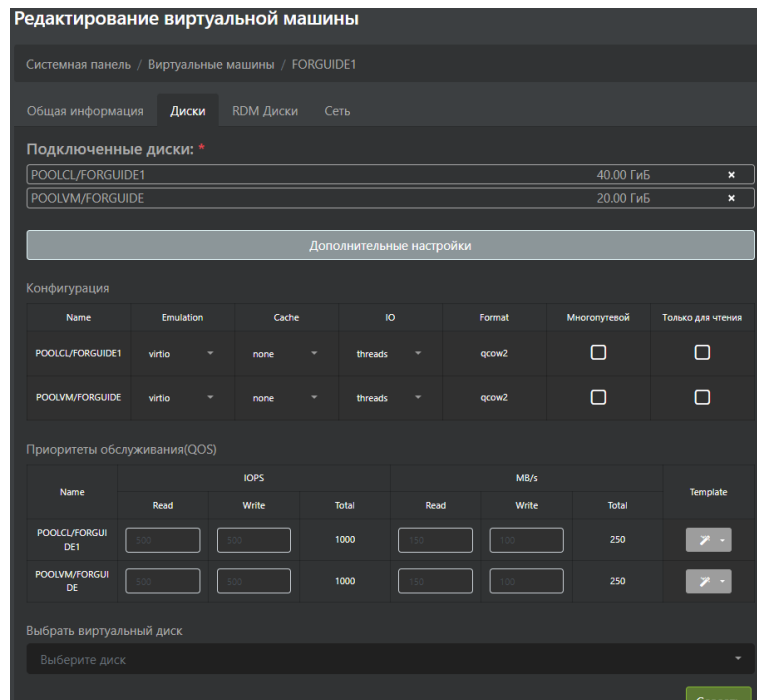 Редактирование виртуальной машины
Системная панель / Виртуальные машины / FORGUIDE1
Общая информация Диски RDM Диски Сеть
Подключенные диски: *
POOLCL/FORGUIDE1 40.00 ГиБ ×
POOLVM/FORGUIDE 20.00 ГиБ ×
Дополнительные настройки
Конфигурация
Name Emulation Cache IO Format Многопутевой Только для чтения
POOLCL/FORGUIDE1 virtio none threads qcow2
POOLVM/FORGUIDE virtio none threads qcow2
Приоритеты обслуживания(QOS)
Name IOPS MB/s Template
Read Write Total Read Write Total
POOLCL/FORGUI
DE1 500 500 1000 150 100 250
POOLVM/FORGUI
DE 500 500 1000 150 100 250
Выбрать виртуальный диск
Выберите диск